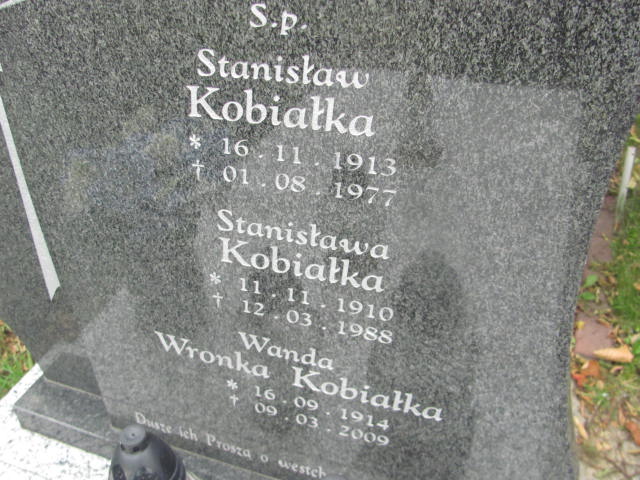 S.p.
Stanisław
Kobiałka
* 16.11.1913
† 01.08.1977
Stanisława
Kobiałka
* 11.11.1910
† 12.03.1988
Wanda
Wronka Kobiałka
* 16.09.1914
† 09.03.2009
Dusze ich Proszą o westch